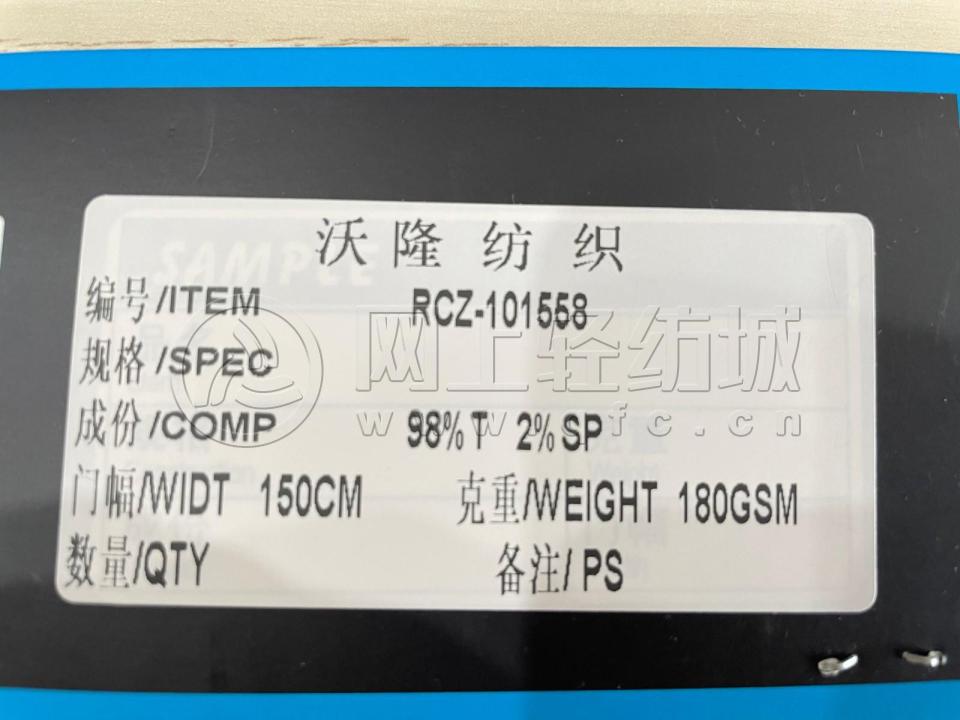 沃隆纺织
SAMPLE
编号/ITEM RCZ-101558
规格/SPEC
网上轻纺城
成份/COMP 98%T 2%SP
门幅/WIDT 150CM 克重/WEIGHT 180GSM
数量/QTY 备注/PS